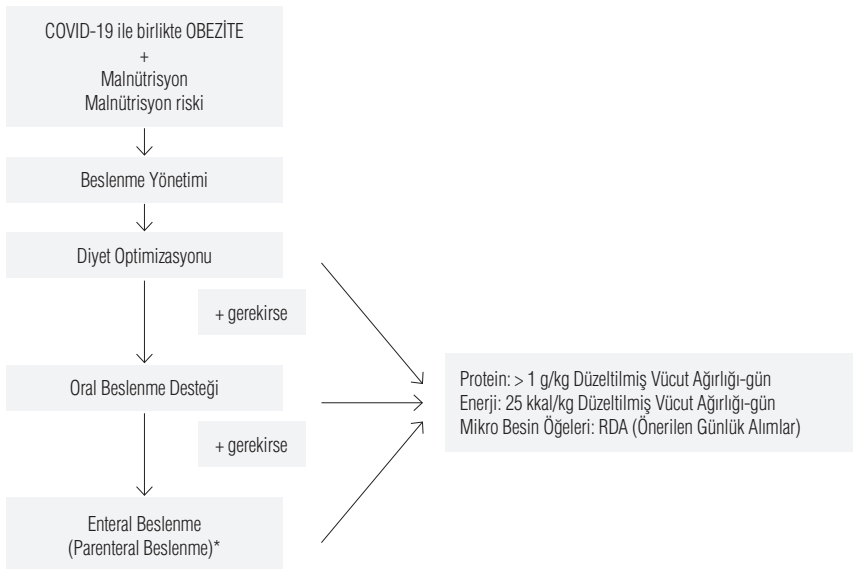 COVID-19 ile birlikte OBEZİTE
+
Malnütrisyon
Malnütrisyon riski
Beslenme Yönetimi
Diyet Optimizasyonu
+ gerekirse
Oral Beslenme Desteği
+ gerekirse
Enteral Beslenme
(Parenteral Beslenme)*
Protein: > 1 g/kg Düzeltilmiş Vücut Ağırlığı-gün
Enerji: 25 kkal/kg Düzeltilmiş Vücut Ağırlığı-gün
Mikro Besin Öğeleri: RDA (Önerilen Günlük Alımlar)